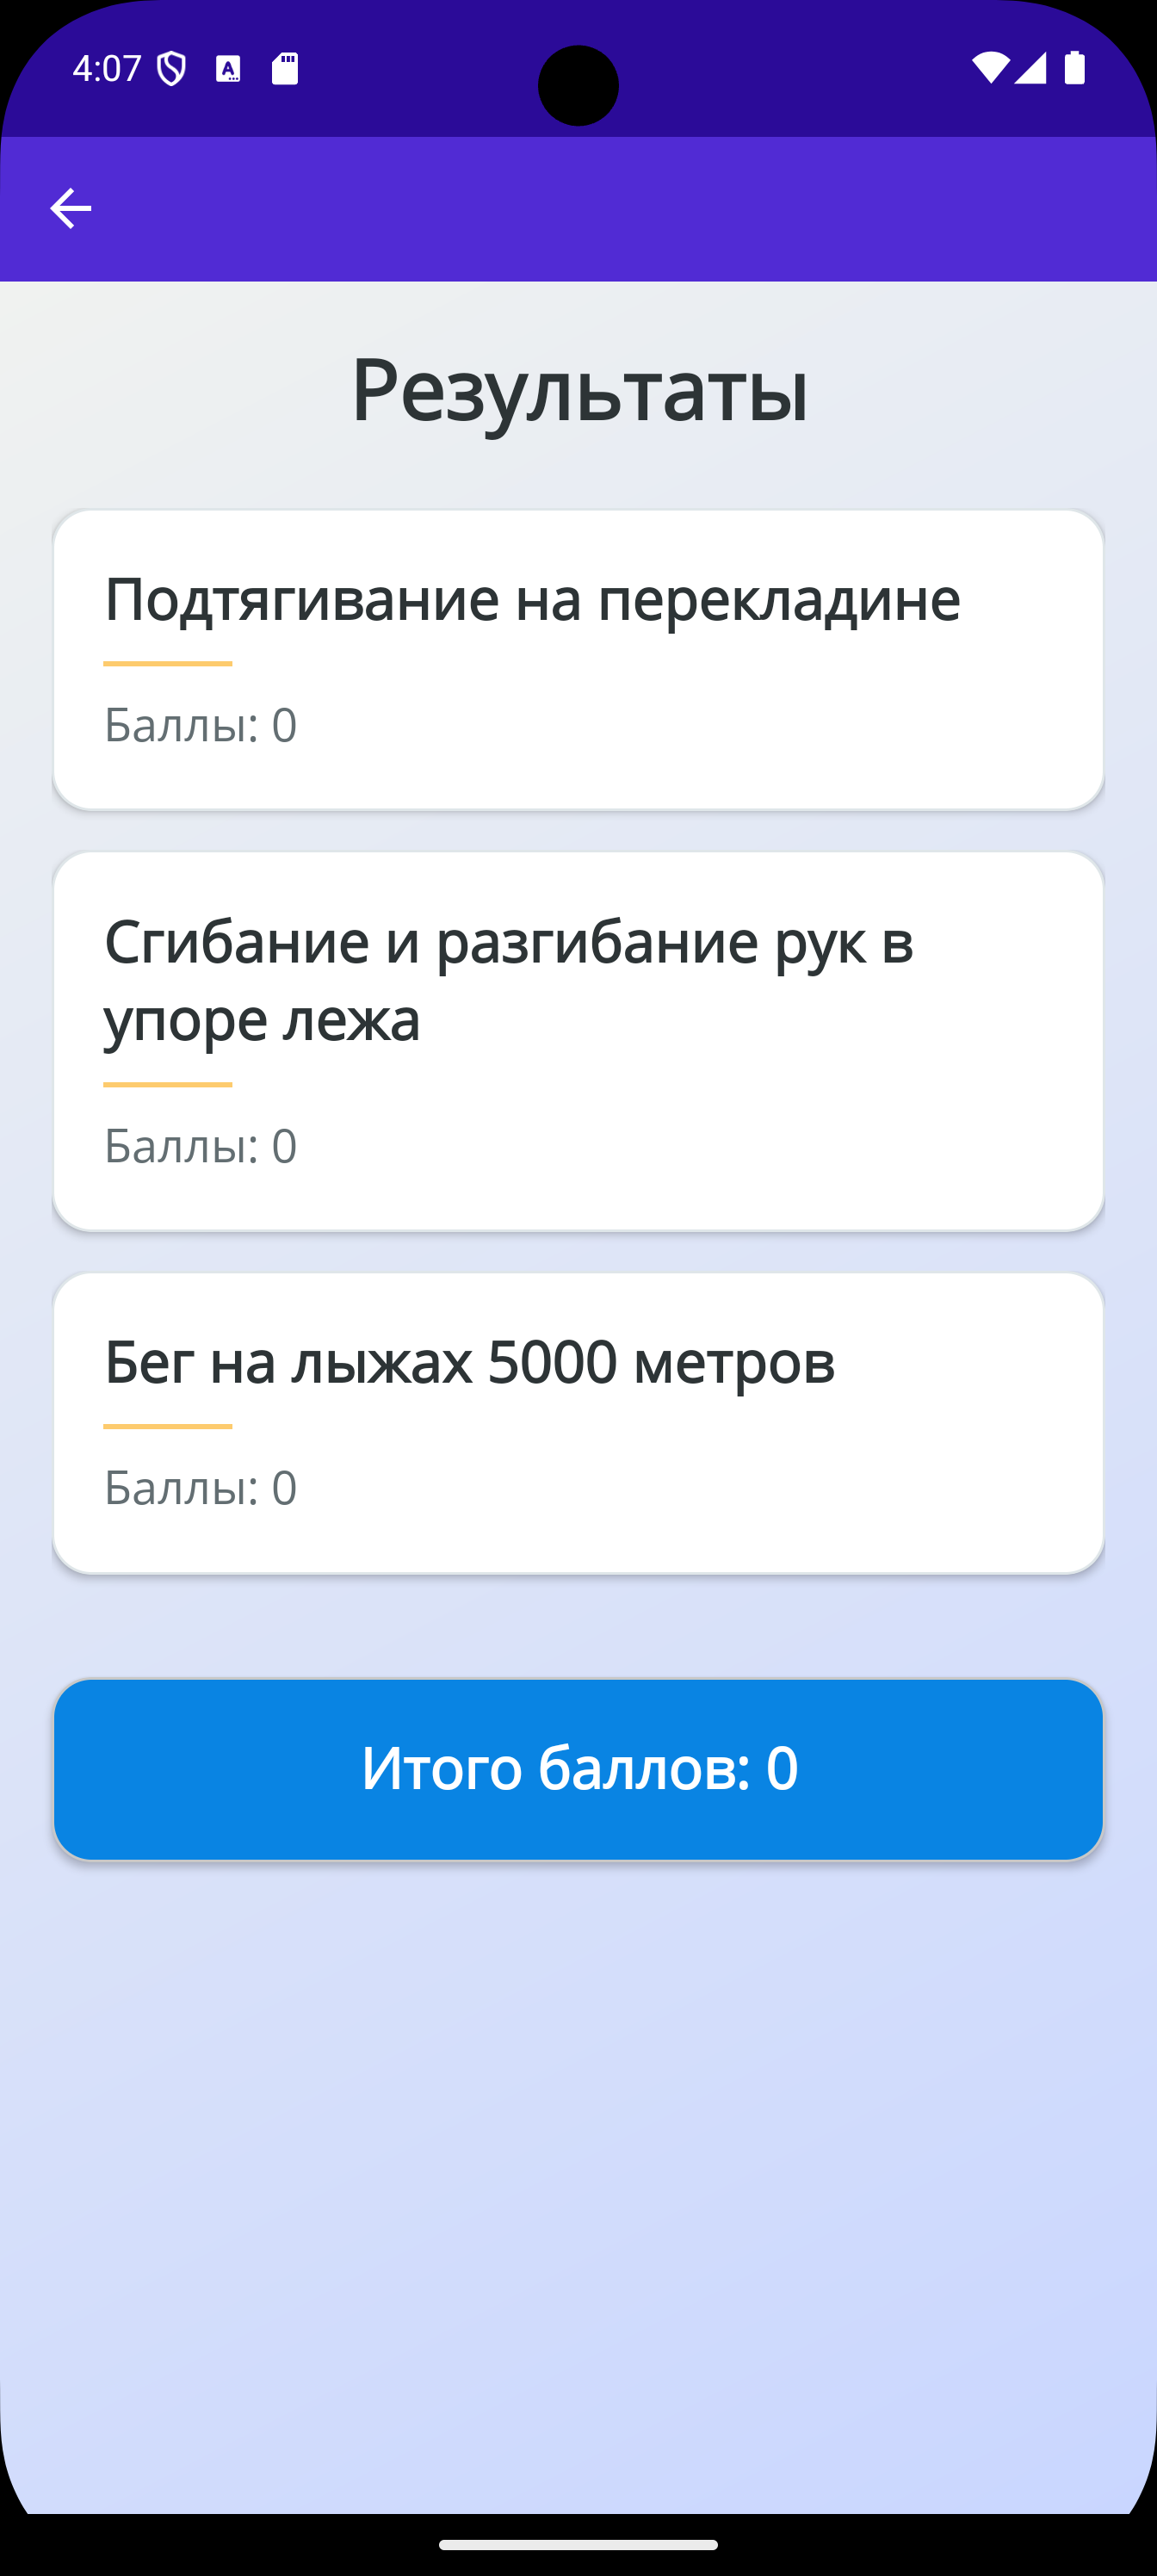 4:07
Результаты
Подтягивание на перекладине
Баллы: 0
Сгибание и разгибание рук в
упоре лежа
Баллы: 0
Бег на лыжах 5000 метров
Баллы: 0
Итого баллов: 0